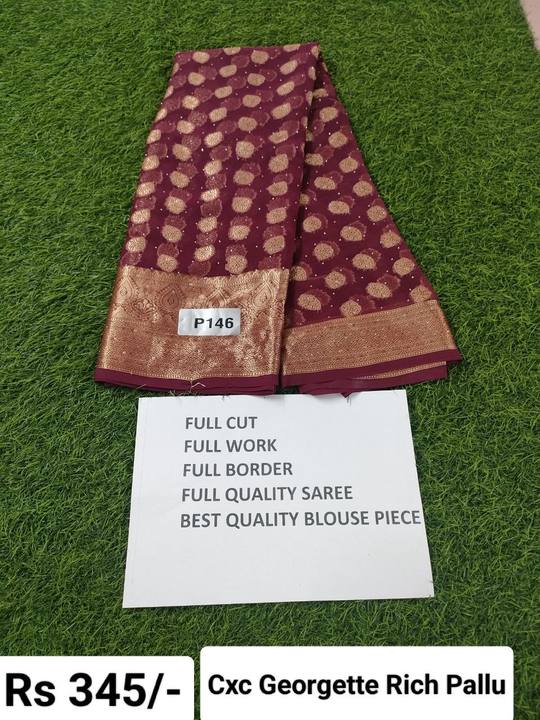 P146
FULL CUT
FULL WORK
FULL BORDER
FULL QUALITY SAREE
BEST QUALITY BLOUSE PIECE
Rs 345/-
Cxc Georgette Rich Pallu